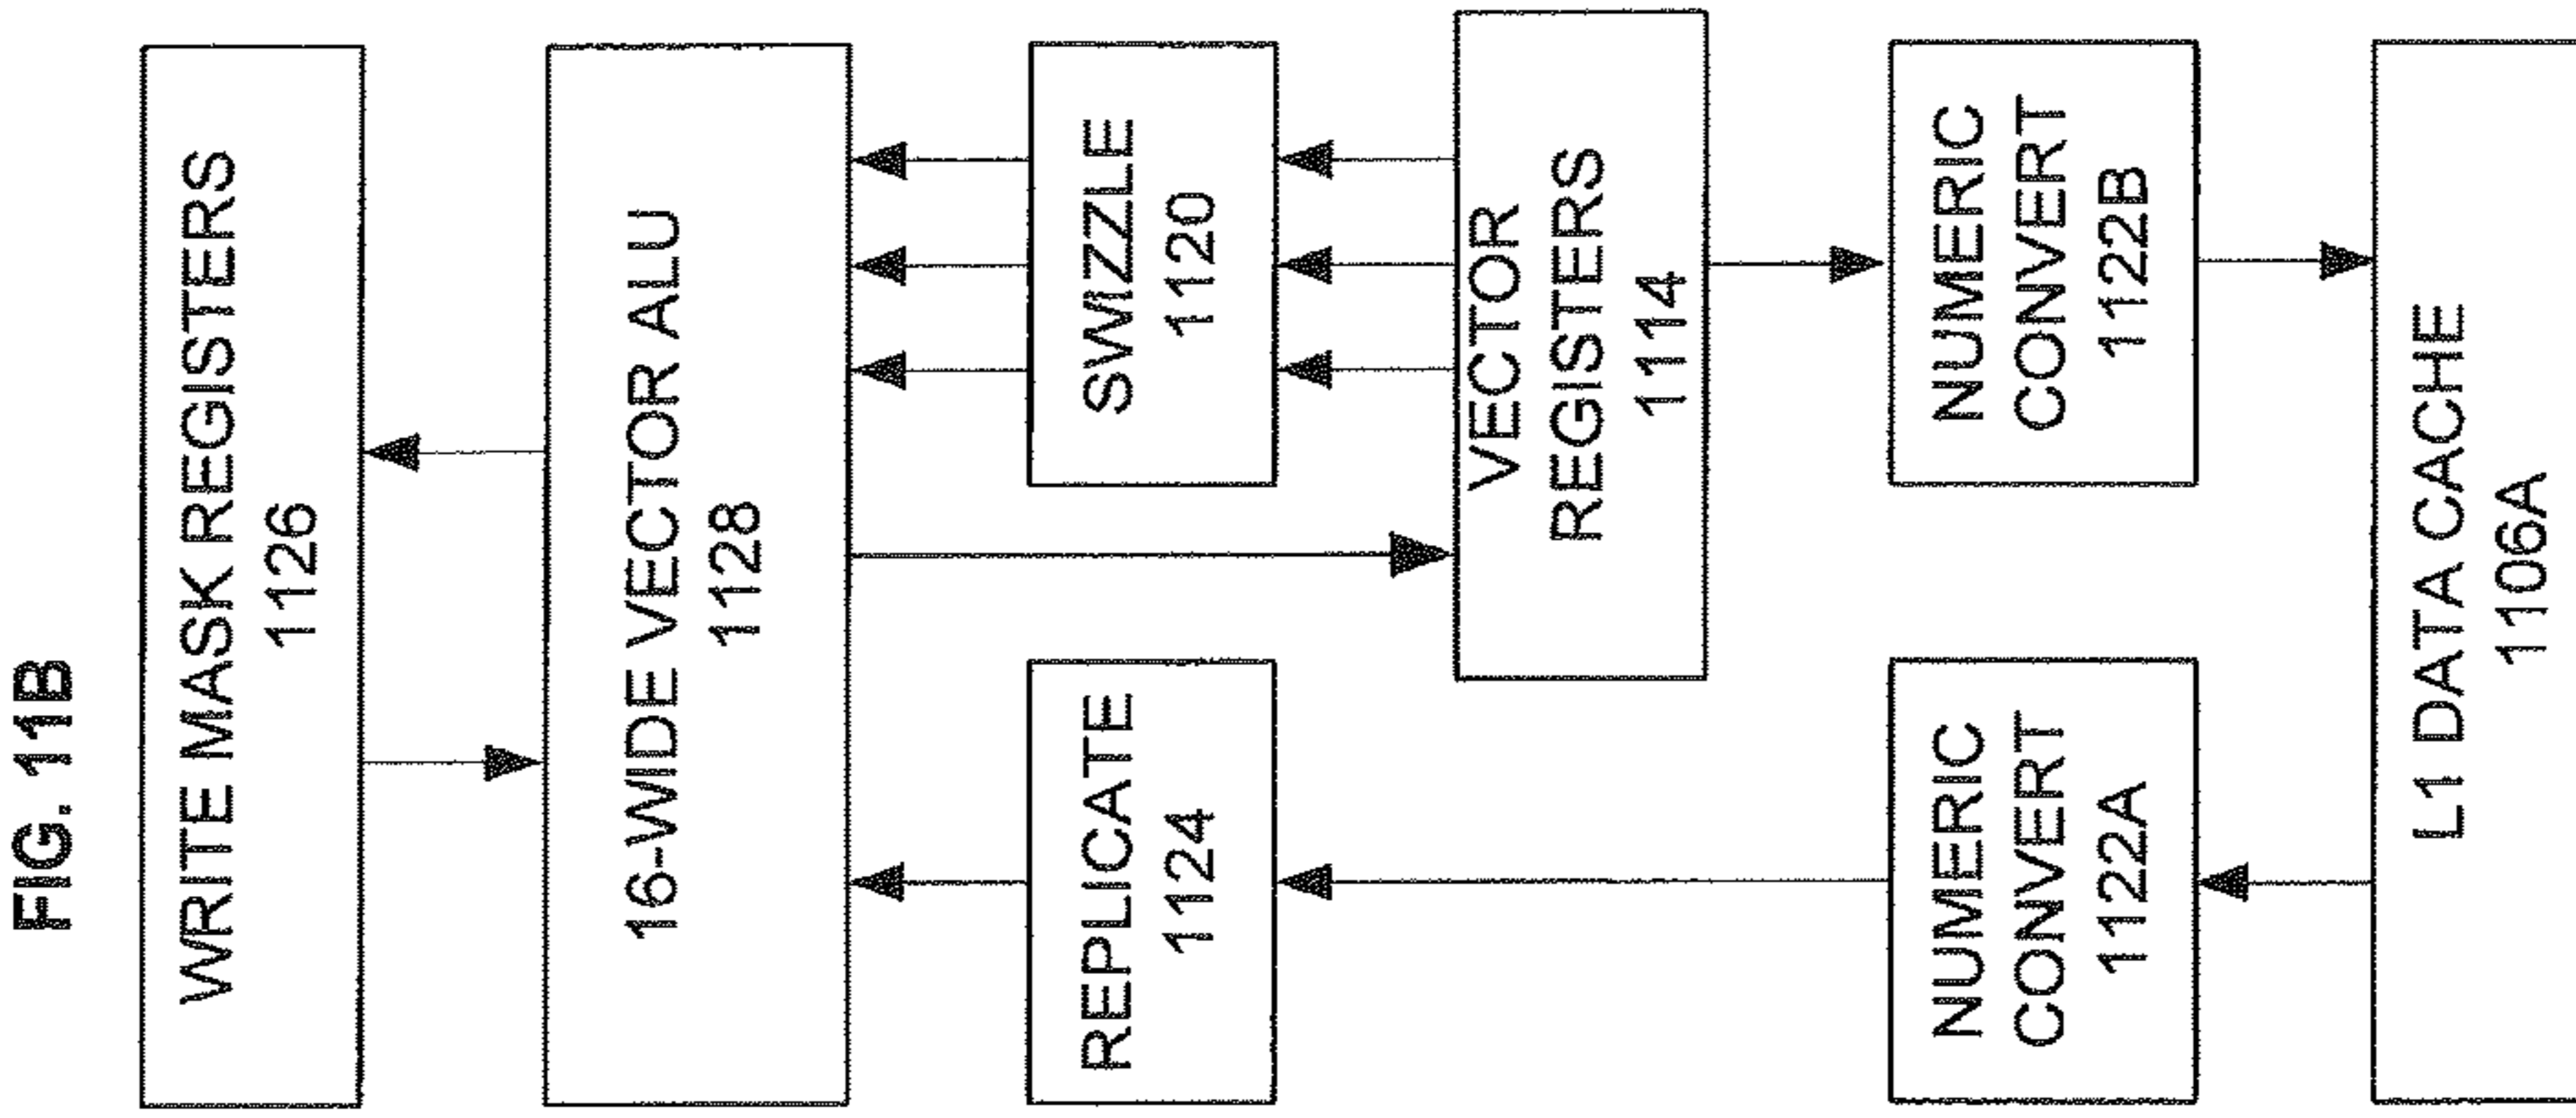 FIG. 11B
WRITE MASK REGISTERS
1126
16-WIDE VECTOR ALU
1128
REPLICATE
1124
SWIZZLE
1120
VECTOR
REGISTERS
1114
NUMERIC
CONVERT
1122A
NUMERIC
CONVERT
1122B
L1 DATA CACHE
1106A